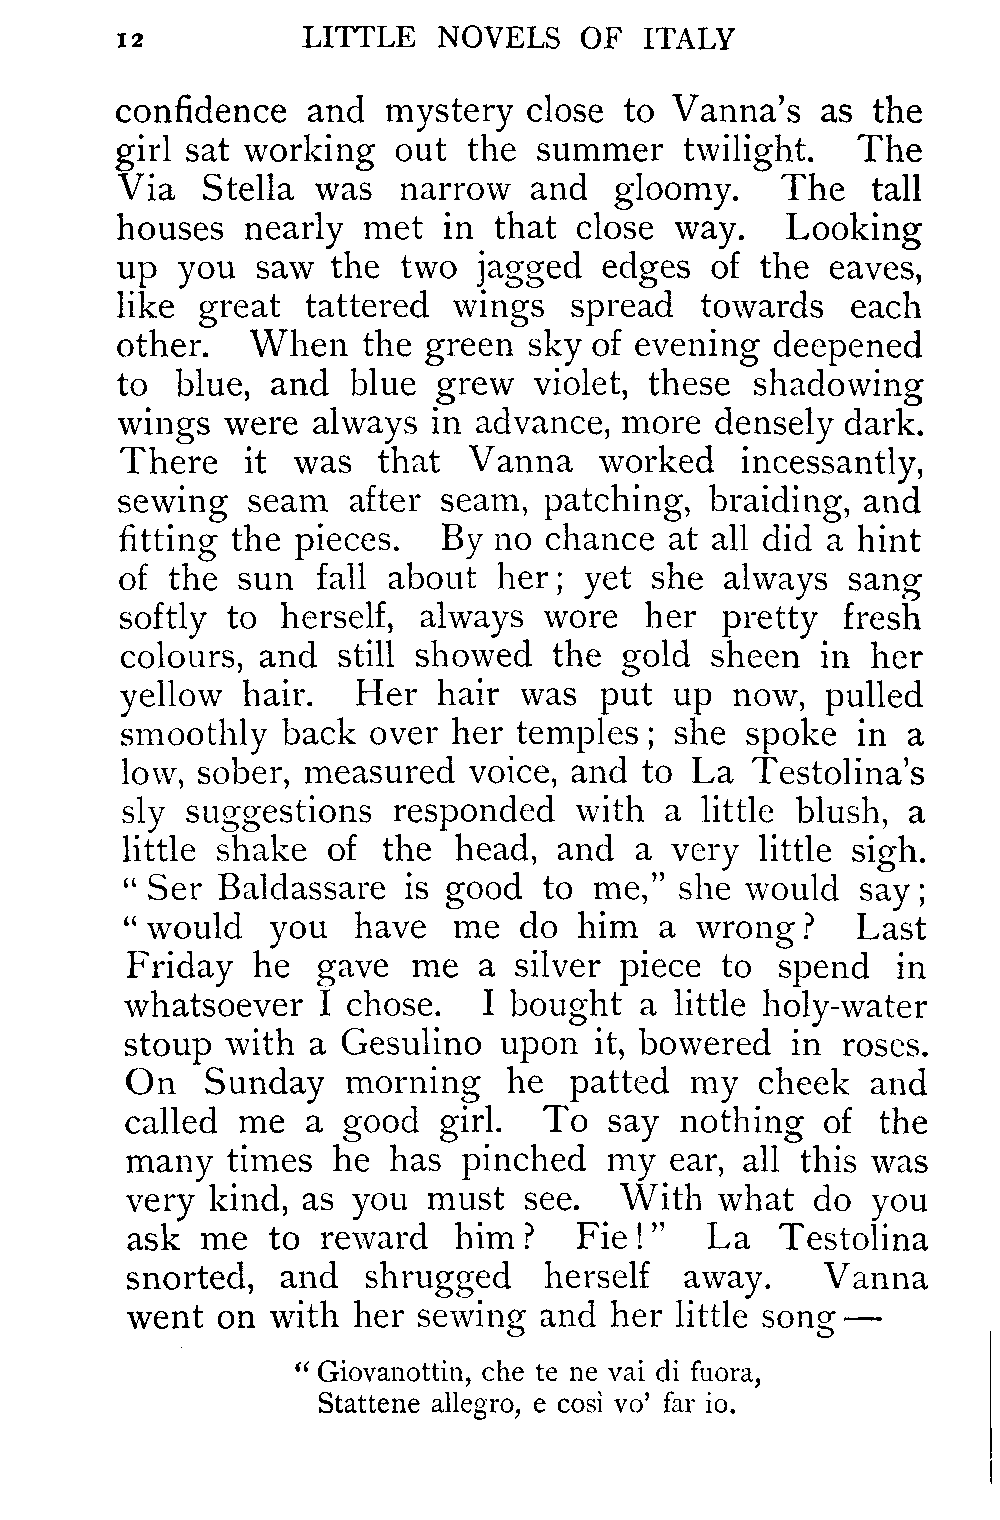 12 LITTLE NOVELS OF ITALY
confidence and mystery close to Vanna's as the
girl sat working out the summer twilight. The
Via Stella was narrow and gloomy. The tall
houses nearly met in that close way. Looking
up you saw the two jagged edges of the eaves,
like great tattered wings spread towards each
other. When the green sky of evening deepened
to blue, and blue grew violet, these shadowing
wings were always in advance, more densely dark.
There it was that Vanna worked incessantly,
sewing seam after seam, patching, braiding, and
fitting the pieces. By no chance at all did a hint
of the sun fall about her; yet she always sang
softly to herself, always wore her pretty fresh
colours, and still showed the gold sheen in her
yellow hair. Her hair was put up now, pulled
smoothly back over her temples; she spoke in a
low, sober, measured voice, and to La Testolina's
sly suggestions responded with a little blush, a
little shake of the head, and a very little sigh.
"Ser Baldassare is good to me," she would say;
"would you have me do him a wrong? Last
Friday he gave me a silver piece to spend in
whatsoever I chose. I bought a little holy-water
stoup with a Gesulino upon it, bowered in roses.
On Sunday morning he patted my cheek and
called me a good girl. To say nothing of the
many times he has pinched my ear, all this was
very kind, as you must see. With what do you
ask me to reward him? Fie!" La Testolina
snorted, and shrugged herself away. Vanna
went on with her sewing and her little song—
"Giovanottin, che te ne vai di fuora,
Stattene allegro, e così vo' far io.